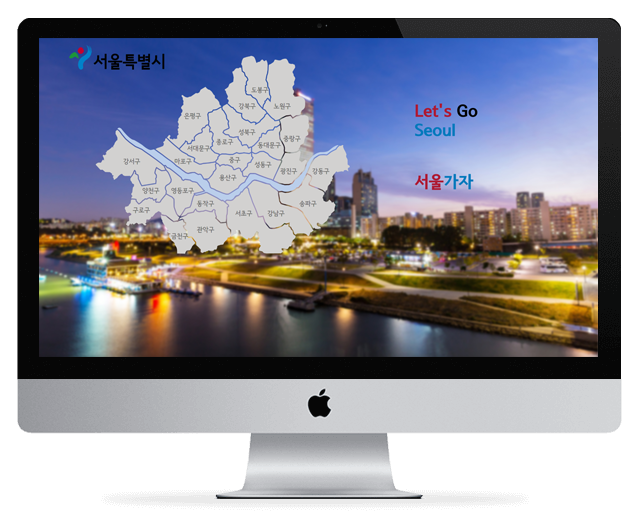 서울특별시
Let's Go
Seoul
서울가자
도봉구
강북구
노원구
은평구
성북구
중랑구
종로구
서대문구
동대문구
강서구
마포구
중구
성동구
광진구
강동구
용산구
양천구
영등포구
동작구
송파구
구로구
서초구
강남구
금천구
관악구